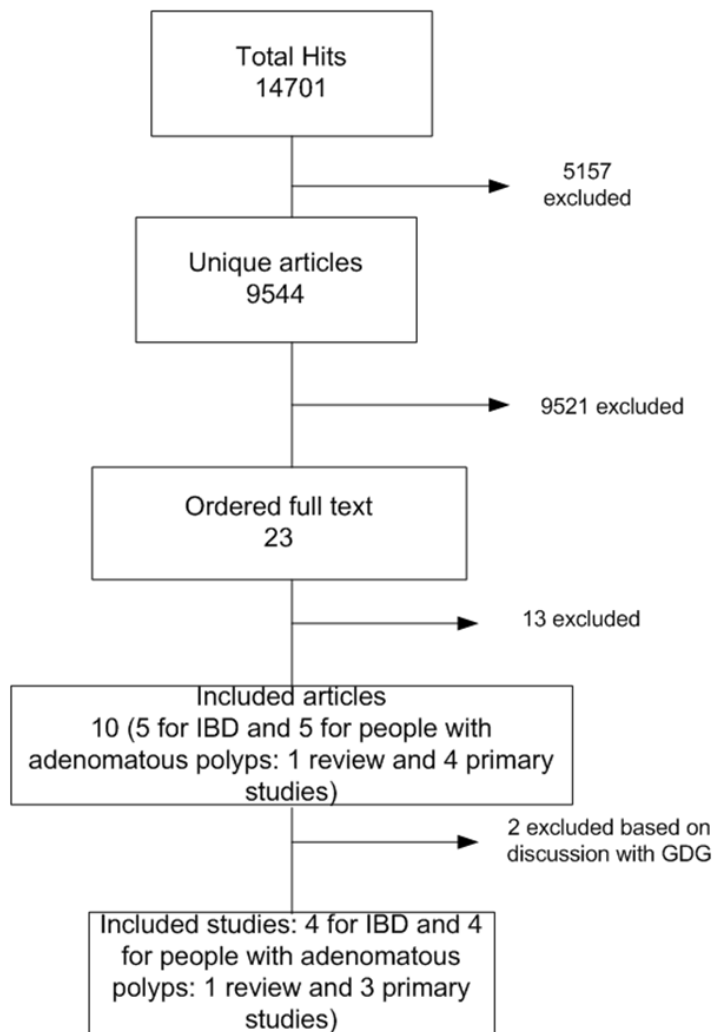 Total Hits
14701
5157
excluded
Unique articles
9544
9521 excluded
Ordered full text
23
13 excluded
Included articles
10 (5 for IBD and 5 for people with
adenomatous polyps: 1 review and 4 primary
studies)
2 excluded based on
discussion with GDG
Included studies: 4 for IBD and 4
for people with adenomatous
polyps: 1 review and 3 primary
studies)